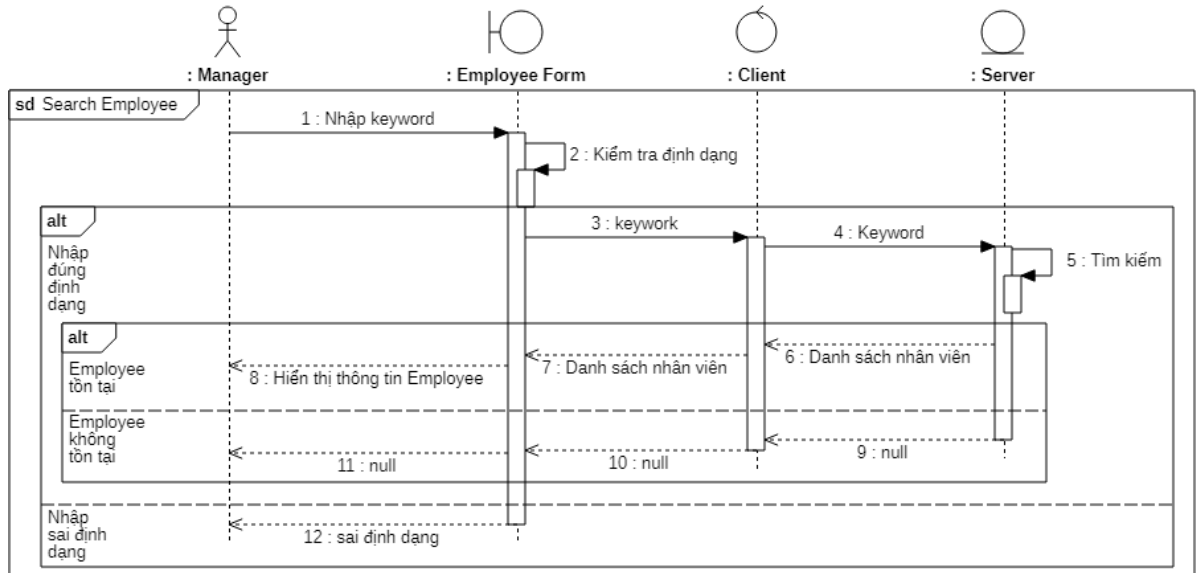 : Manager
: Employee Form
: Client
: Server
sd Search Employee
1 : Nhập keyword
2 : Kiểm tra định dạng
alt
Nhập
đúng
định
dạng
3 : keywork
4 : Keyword
5 : Tìm kiếm
alt
Employee
tồn tại
6 : Danh sách nhân viên
7 : Danh sách nhân viên
8 : Hiển thị thông tin Employee
Employee
không
tồn tại
9 : null
10 : null
11 : null
Nhập
sai định
dạng
12 : sai định dạng